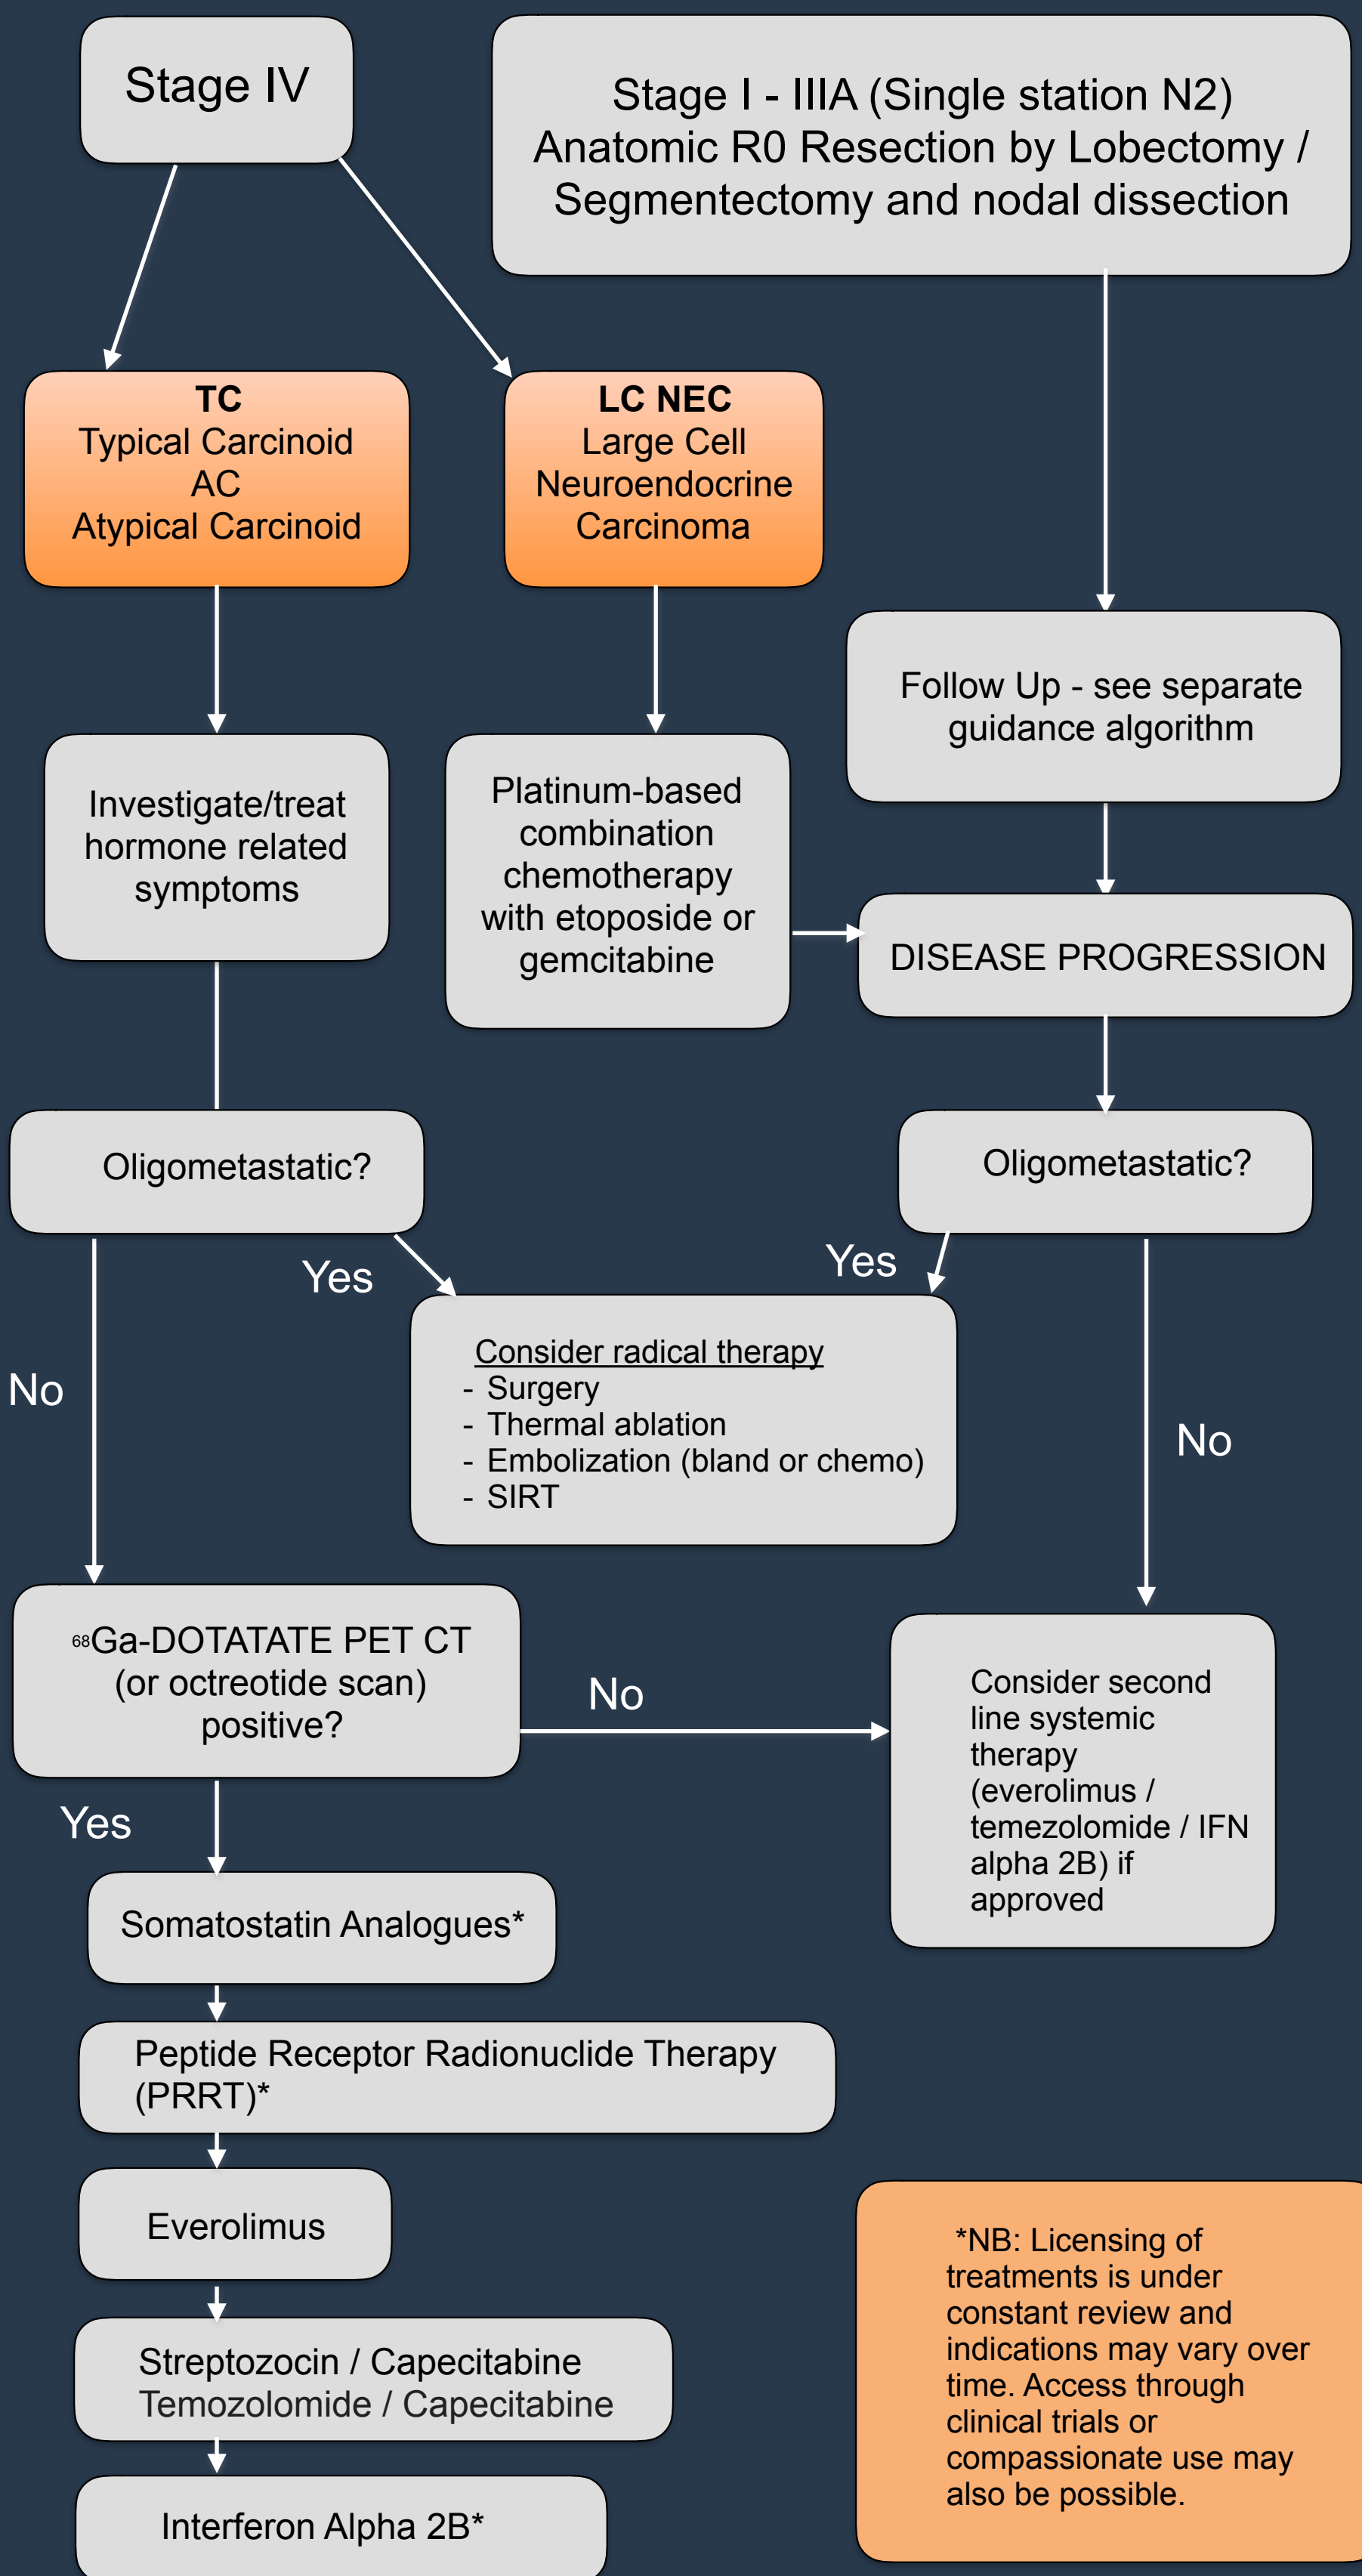 Stage IV
Stage I - IIIA (Single station N2)
Anatomic R0 Resection by Lobectomy /
Segmentectomy and nodal dissection
TC
Typical Carcinoid
AC
Atypical Carcinoid
LC NEC
Large Cell
Neuroendocrine
Carcinoma
Follow Up - see separate
guidance algorithm
Investigate/treat
hormone related
symptoms
Platinum-based
combination
chemotherapy
with etoposide or
gemcitabine
DISEASE PROGRESSION
Oligometastatic?
Oligometastatic?
Yes
Yes
Consider radical therapy
- Surgery
- Thermal ablation
- Embolization (bland or chemo)
- SIRT
No
No
⁶⁸Ga-DOTATATE PET CT
(or octreotide scan)
positive?
No
Consider second
line systemic
therapy
(everolimus /
temezolomide / IFN
alpha 2B) if
approved
Yes
Somatostatin Analogues*
Peptide Receptor Radionuclide Therapy
(PRRT)*
Everolimus
Streptozocin / Capecitabine
Temozolomide / Capecitabine
Interferon Alpha 2B*
*NB: Licensing of
treatments is under
constant review and
indications may vary over
time. Access through
clinical trials or
compassionate use may
also be possible.